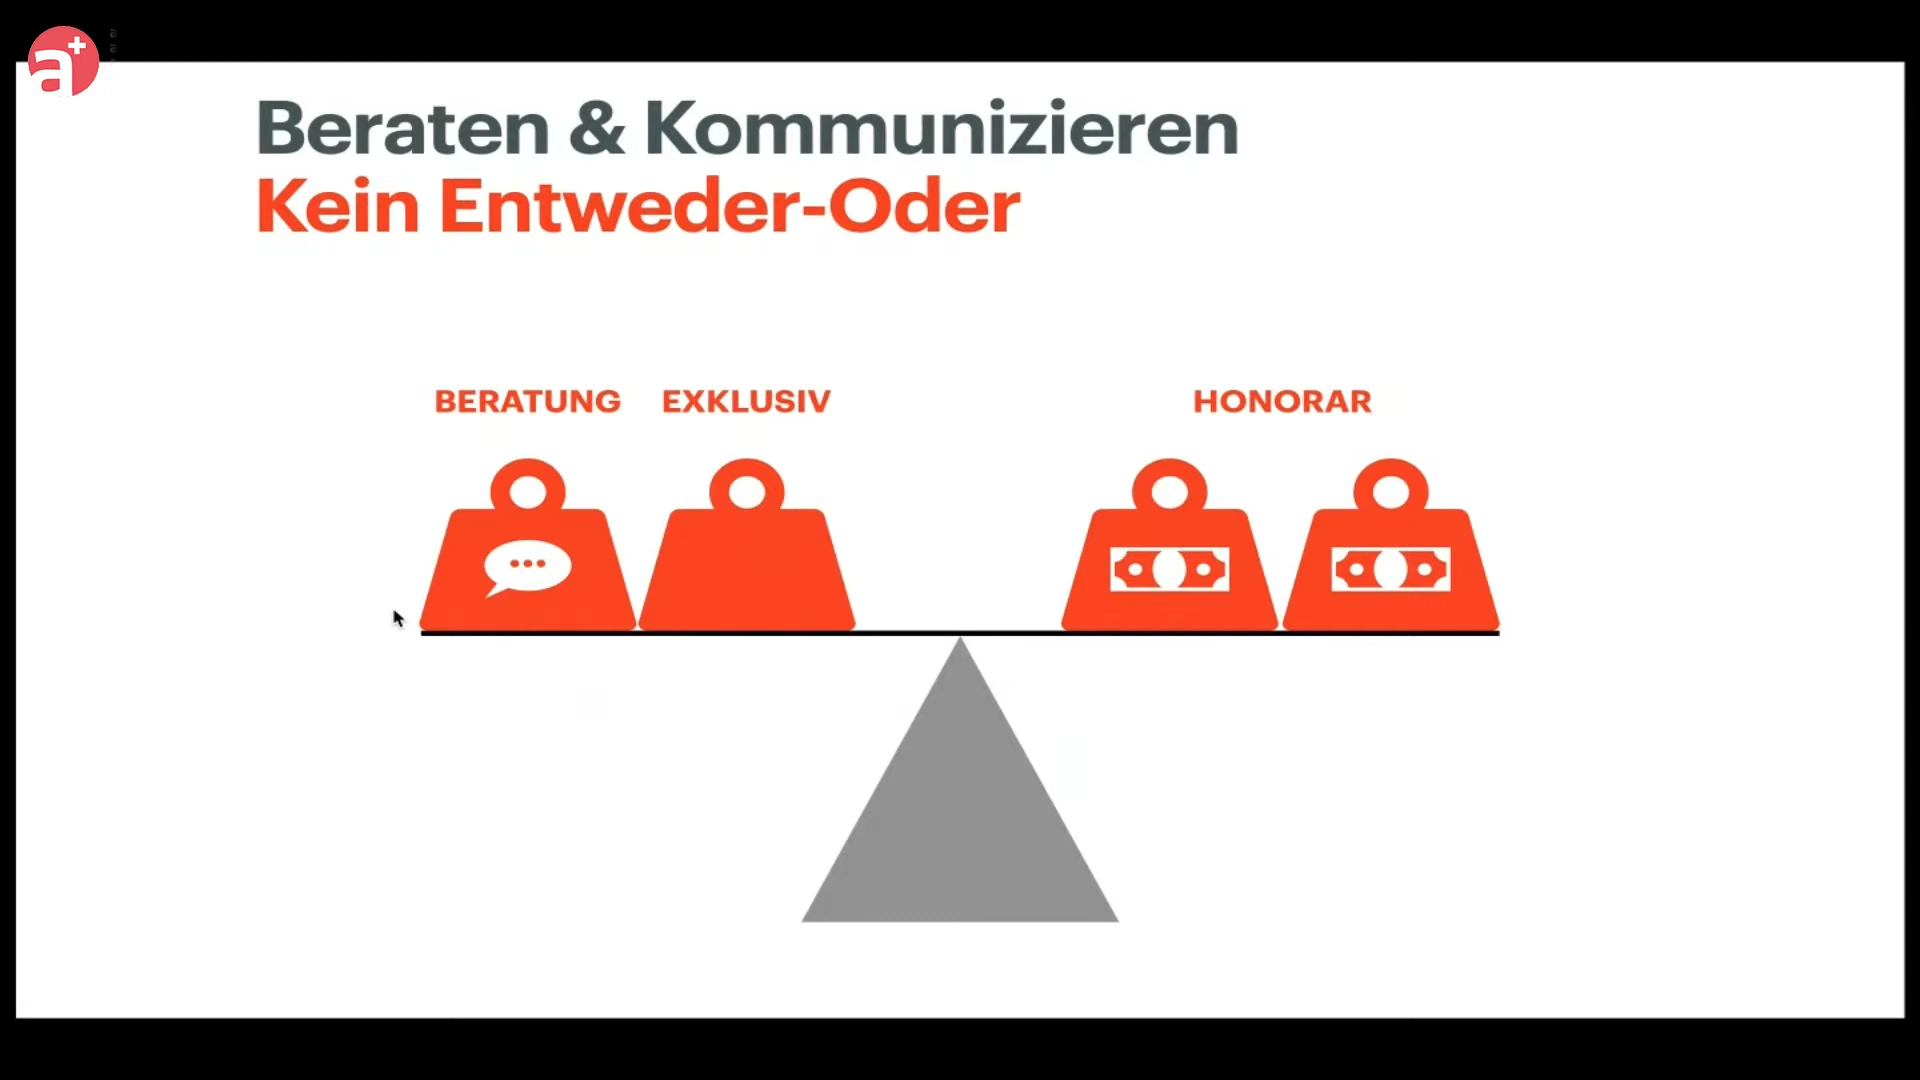 a+
Beraten & Kommunizieren
Kein Entweder-Oder
BERATUNG EXKLUSIV HONORAR